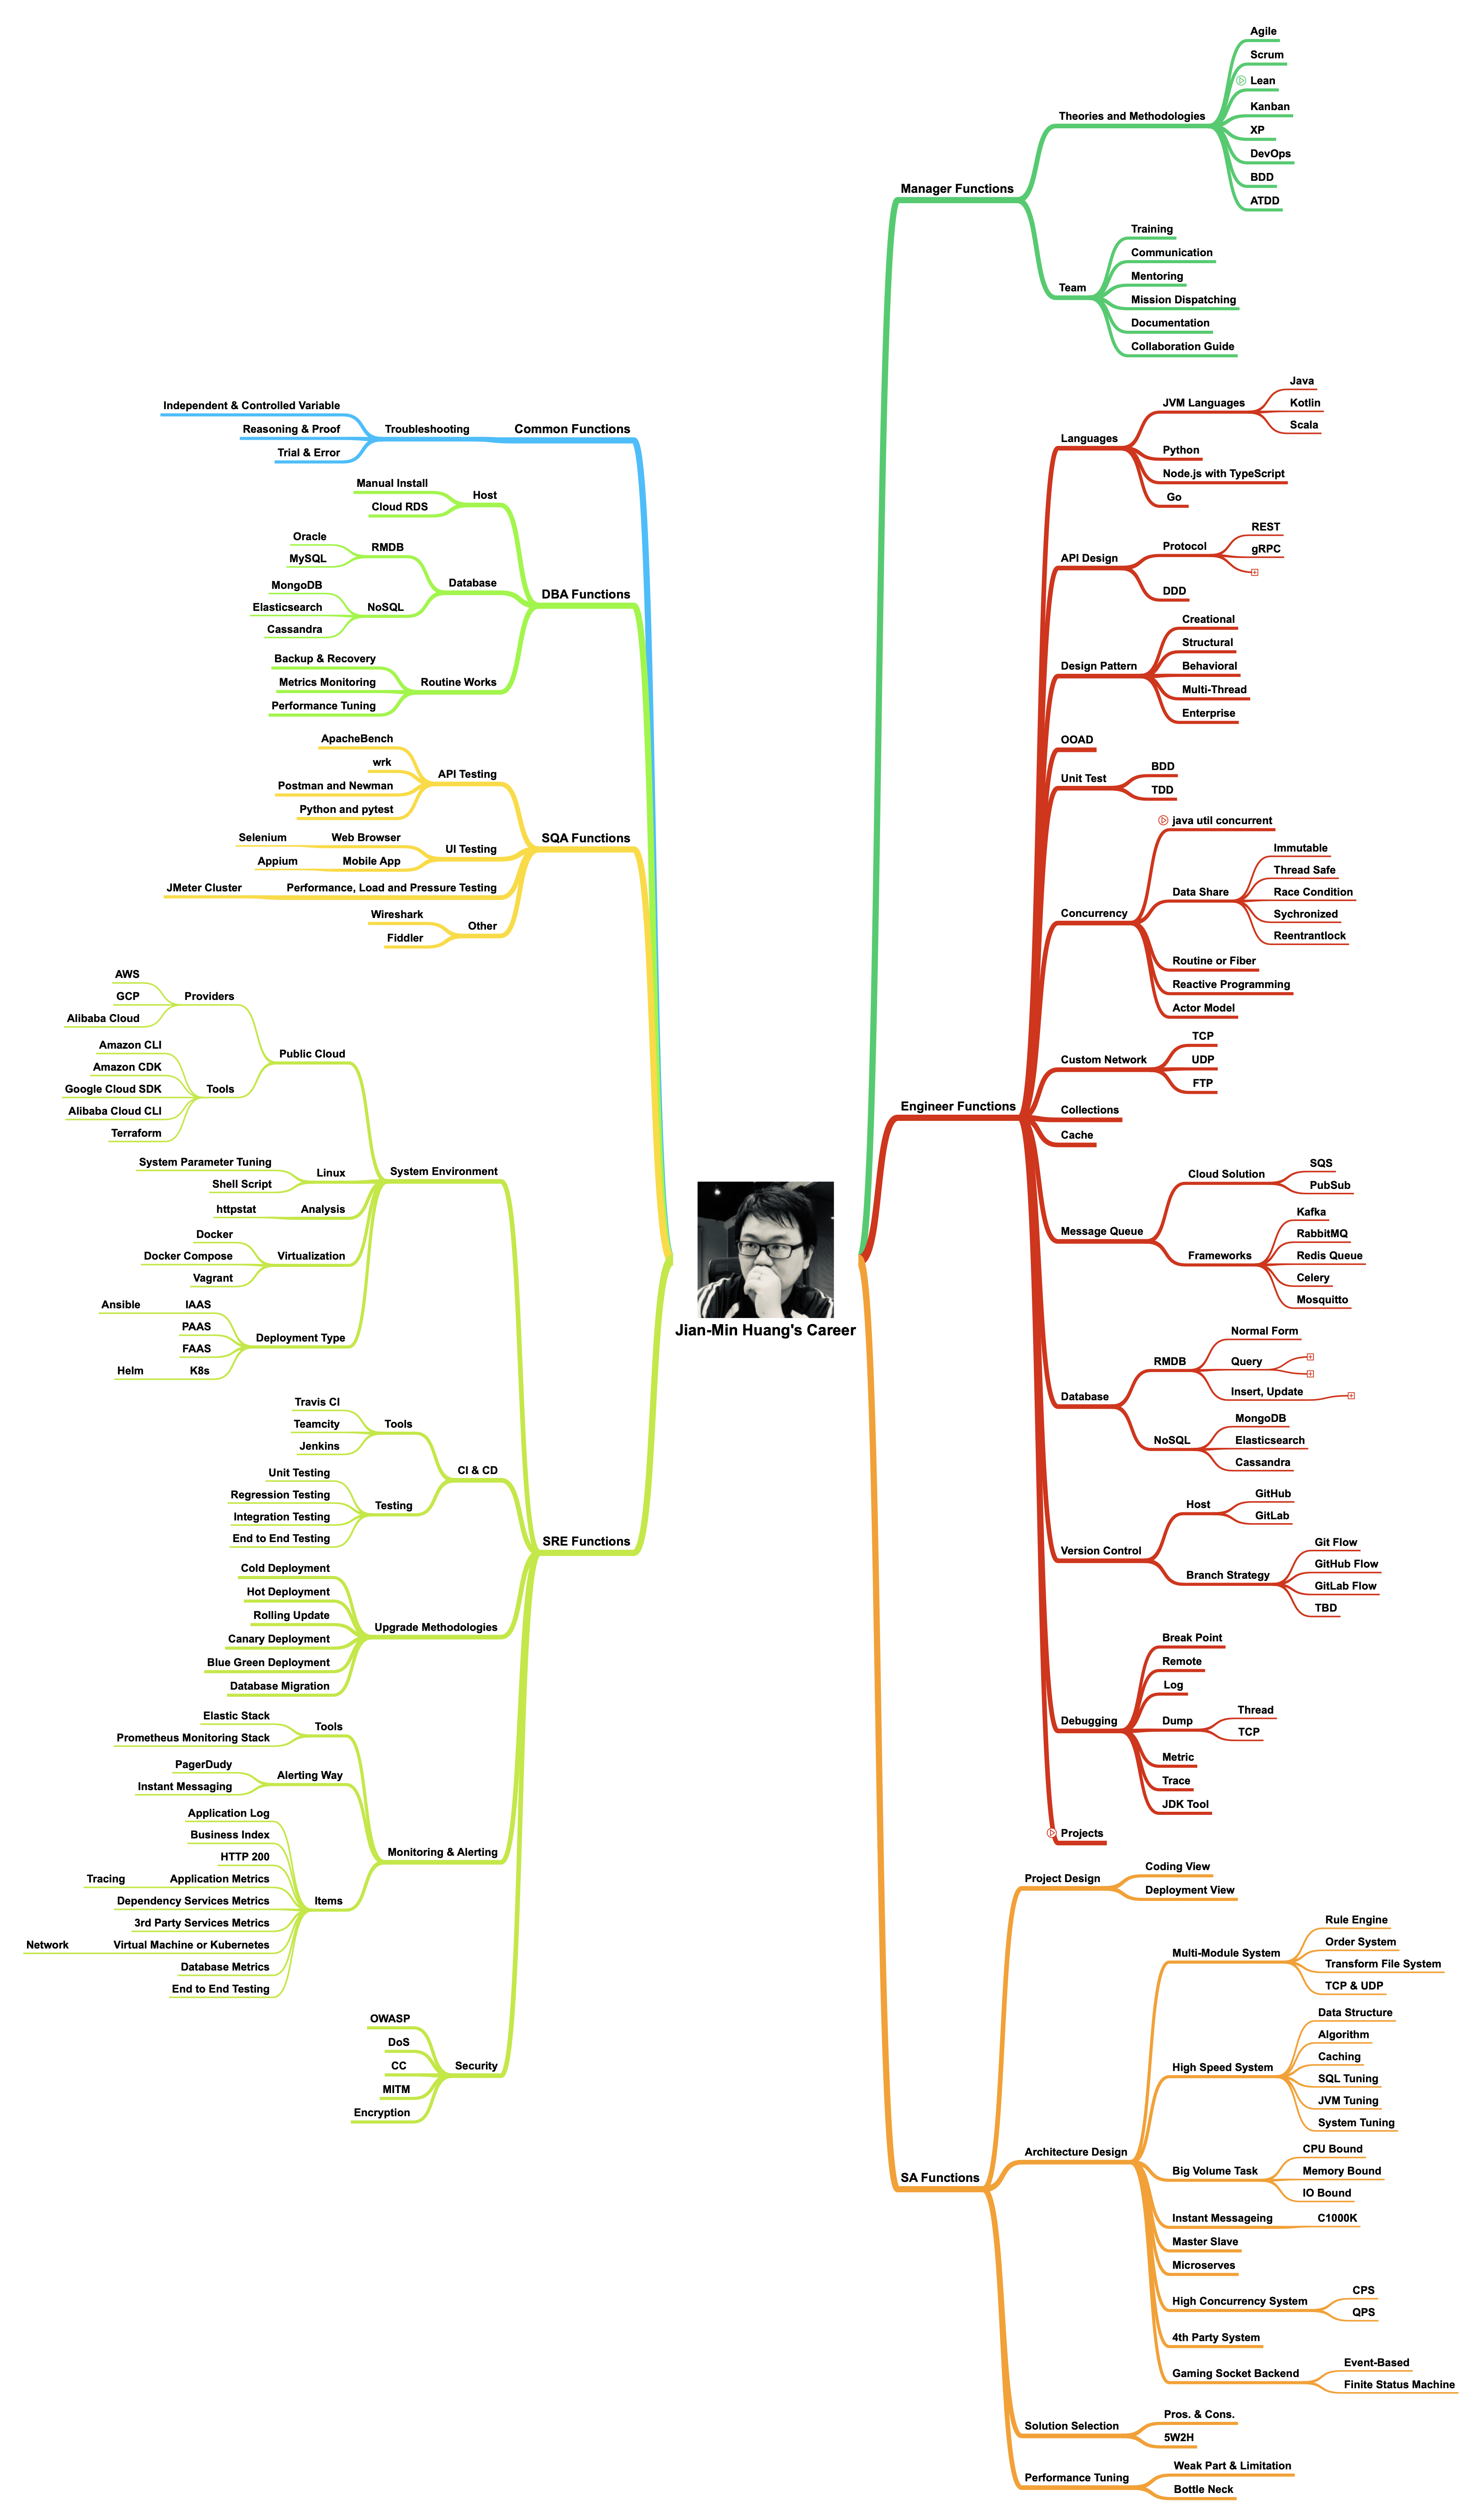 Jian-Min Huang's Career
Manager Functions
Theories and Methodologies
Agile
Scrum
Lean
Kanban
XP
DevOps
BDD
ATDD
Team
Training
Communication
Mentoring
Mission Dispatching
Documentation
Collaboration Guide
Engineer Functions
Languages
JVM Languages
Java
Kotlin
Scala
Python
Node.js with TypeScript
Go
API Design
Protocol
REST
gRPC
DDD
Design Pattern
Creational
Structural
Behavioral
Multi-Thread
Enterprise
OOAD
Unit Test
BDD
TDD
Concurrency
java util concurrent
Data Share
Immutable
Thread Safe
Race Condition
Sychronized
Reentrantlock
Routine or Fiber
Reactive Programming
Actor Model
Custom Network
TCP
UDP
FTP
Collections
Cache
Message Queue
Cloud Solution
SQS
PubSub
Frameworks
Kafka
RabbitMQ
Redis Queue
Celery
Mosquitto
Database
RMDB
Normal Form
Query
Insert, Update
NoSQL
MongoDB
Elasticsearch
Cassandra
Version Control
Host
GitHub
GitLab
Branch Strategy
Git Flow
GitHub Flow
GitLab Flow
TBD
Debugging
Break Point
Remote
Log
Dump
Thread
TCP
Metric
Trace
JDK Tool
Projects
SA Functions
Project Design
Coding View
Deployment View
Architecture Design
Multi-Module System
Rule Engine
Order System
Transform File System
TCP & UDP
High Speed System
Data Structure
Algorithm
Caching
SQL Tuning
JVM Tuning
System Tuning
Big Volume Task
CPU Bound
Memory Bound
IO Bound
Instant Messageing
C1000K
Master Slave
Microserves
High Concurrency System
CPS
QPS
4th Party System
Gaming Socket Backend
Event-Based
Finite Status Machine
Solution Selection
Pros. & Cons.
5W2H
Performance Tuning
Weak Part & Limitation
Bottle Neck
Common Functions
Troubleshooting
Independent & Controlled Variable
Reasoning & Proof
Trial & Error
DBA Functions
Host
Manual Install
Cloud RDS
Database
RMDB
Oracle
MySQL
NoSQL
MongoDB
Elasticsearch
Cassandra
Routine Works
Backup & Recovery
Metrics Monitoring
Performance Tuning
SQA Functions
API Testing
ApacheBench
wrk
Postman and Newman
Python and pytest
UI Testing
Web Browser
Selenium
Mobile App
Appium
Performance, Load and Pressure Testing
JMeter Cluster
Other
Wireshark
Fiddler
SRE Functions
System Environment
Public Cloud
Providers
AWS
GCP
Alibaba Cloud
Tools
Amazon CLI
Amazon CDK
Google Cloud SDK
Alibaba Cloud CLI
Terraform
Linux
System Parameter Tuning
Shell Script
Analysis
httpstat
Virtualization
Docker
Docker Compose
Vagrant
Deployment Type
IAAS
Ansible
PAAS
FAAS
K8s
Helm
CI & CD
Tools
Travis CI
Teamcity
Jenkins
Testing
Unit Testing
Regression Testing
Integration Testing
End to End Testing
Upgrade Methodologies
Cold Deployment
Hot Deployment
Rolling Update
Canary Deployment
Blue Green Deployment
Database Migration
Monitoring & Alerting
Tools
Elastic Stack
Prometheus Monitoring Stack
Alerting Way
PagerDudy
Instant Messaging
Items
Application Log
Business Index
HTTP 200
Application Metrics
Tracing
Dependency Services Metrics
3rd Party Services Metrics
Virtual Machine or Kubernetes
Network
Database Metrics
End to End Testing
Security
OWASP
DoS
CC
MITM
Encryption